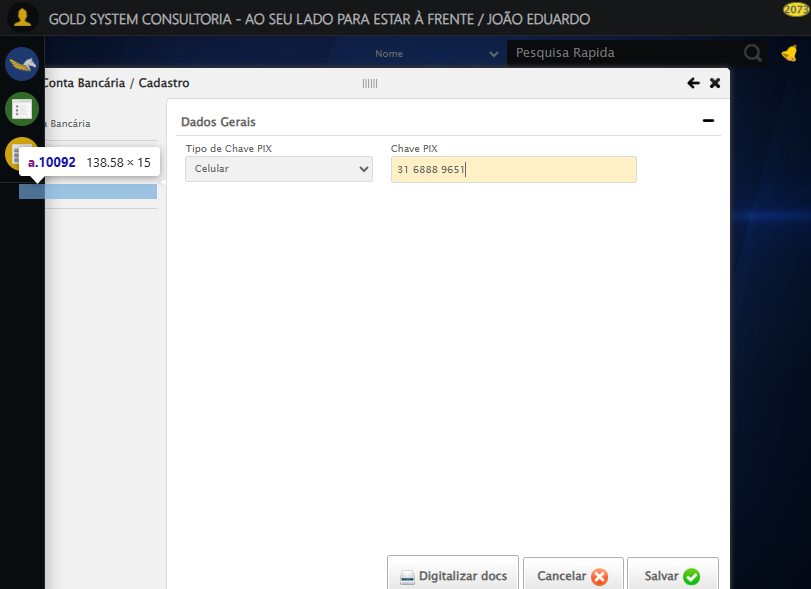 GOLD SYSTEM CONSULTORIA - AO SEU LADO PARA ESTAR À FRENTE / JOÃO EDUARDO
2073
Nome
Pesquisa Rapida
Conta Bancária / Cadastro
a Bancária
Dados Gerais
a.10092 138.58 × 15
Tipo de Chave PIX
Chave PIX
Celular
31 6888 9651
Digitalizar docs
Cancelar
Salvar